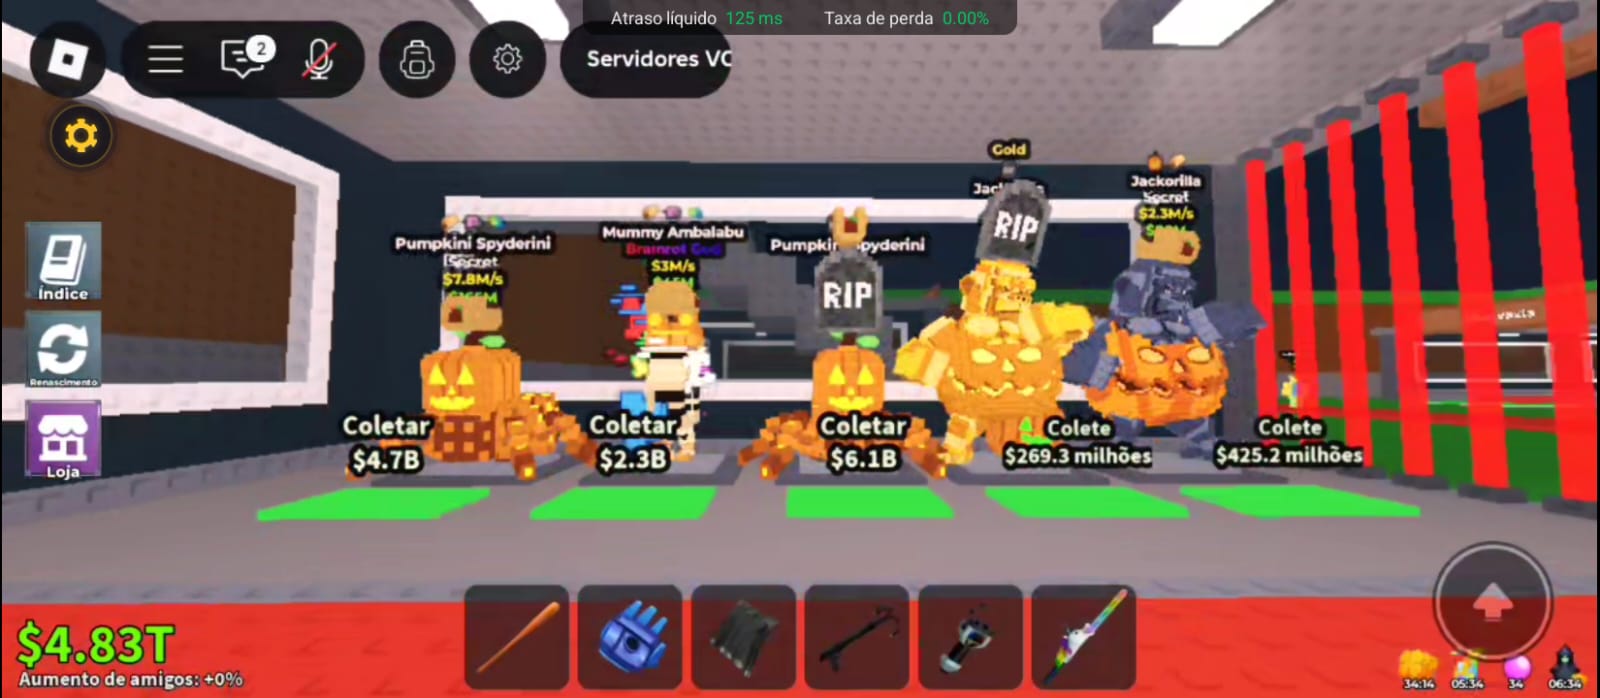 Atraso líquido 125 ms Taxa de perda 0.00%
2
Servidores VC
Gold
Jackorilla
Secret
$2.3M/s
Pumpkini Spyderini
Secret
$7.8M/s
Mummy Ambalabu
Brainrot God
$3M/s
RIP
RIP
Índice
Renascimento
Loja
Coletar
$4.7B
Coletar
$2.3B
Coletar
$6.1B
Colete
$269.3 milhões
Colete
$425.2 milhões
$4.83T
Aumento de amigos: +0%
34:14 05:34 34 06:34